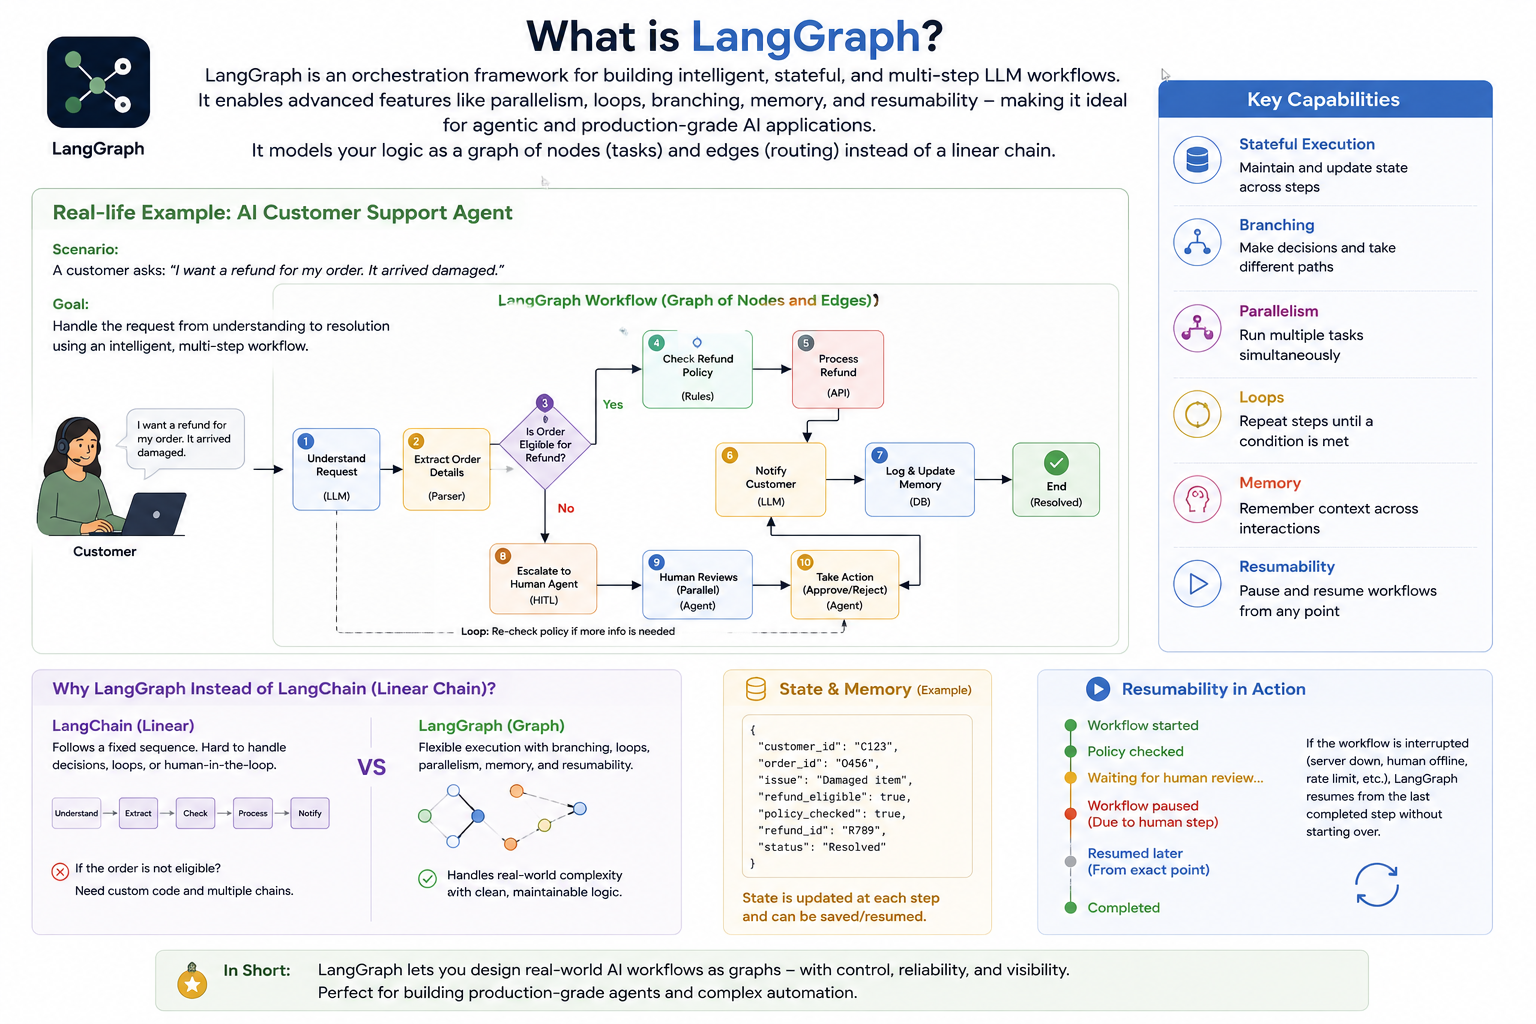 What is LangGraph?
LangGraph is an orchestration framework for building intelligent, stateful, and multi-step LLM workflows.
It enables advanced features like parallelism, loops, branching, memory, and resumability – making it ideal
for agentic and production-grade AI applications.
It models your logic as a graph of nodes (tasks) and edges (routing) instead of a linear chain.
LangGraph
Key Capabilities
Stateful Execution
Maintain and update state
across steps
Branching
Make decisions and take
different paths
Parallelism
Run multiple tasks
simultaneously
Loops
Repeat steps until a
condition is met
Memory
Remember context across
interactions
Resumability
Pause and resume workflows
from any point
Real-life Example: AI Customer Support Agent
Scenario:
A customer asks: “I want a refund for my order. It arrived damaged.”
Goal:
Handle the request from understanding to resolution
using an intelligent, multi-step workflow.
LangGraph Workflow (Graph of Nodes and Edges)
I want a refund for
my order. It arrived
damaged.
Customer
1
Understand
Request
(LLM)
2
Extract Order
Details
(Parser)
3
Is Order
Eligible for
Refund?
Yes
No
4
Check Refund
Policy
(Rules)
5
Process
Refund
(API)
6
Notify
Customer
(LLM)
7
Log & Update
Memory
(DB)
End
(Resolved)
8
Escalate to
Human Agent
(HITL)
9
Human Reviews
(Parallel)
(Agent)
10
Take Action
(Approve/Reject)
(Agent)
Loop: Re-check policy if more info is needed
Why LangGraph Instead of LangChain (Linear Chain)?
LangChain (Linear)
Follows a fixed sequence. Hard to handle
decisions, loops, or human-in-the-loop.
Understand
Extract
Check
Process
Notify
If the order is not eligible?
Need custom code and multiple chains.
VS
LangGraph (Graph)
Flexible execution with branching, loops,
parallelism, memory, and resumability.
Handles real-world complexity
with clean, maintainable logic.
State & Memory (Example)
{
"customer_id": "C123",
"order_id": "O456",
"issue": "Damaged item",
"refund_eligible": true,
"policy_checked": true,
"refund_id": "R789",
"status": "Resolved"
}
State is updated at each step
and can be saved/resumed.
Resumability in Action
Workflow started
Policy checked
Waiting for human review...
Workflow paused
(Due to human step)
Resumed later
(From exact point)
Completed
If the workflow is interrupted
(server down, human offline,
rate limit, etc.), LangGraph
resumes from the last
completed step without
starting over.
In Short:
LangGraph lets you design real-world AI workflows as graphs – with control, reliability, and visibility.
Perfect for building production-grade agents and complex automation.